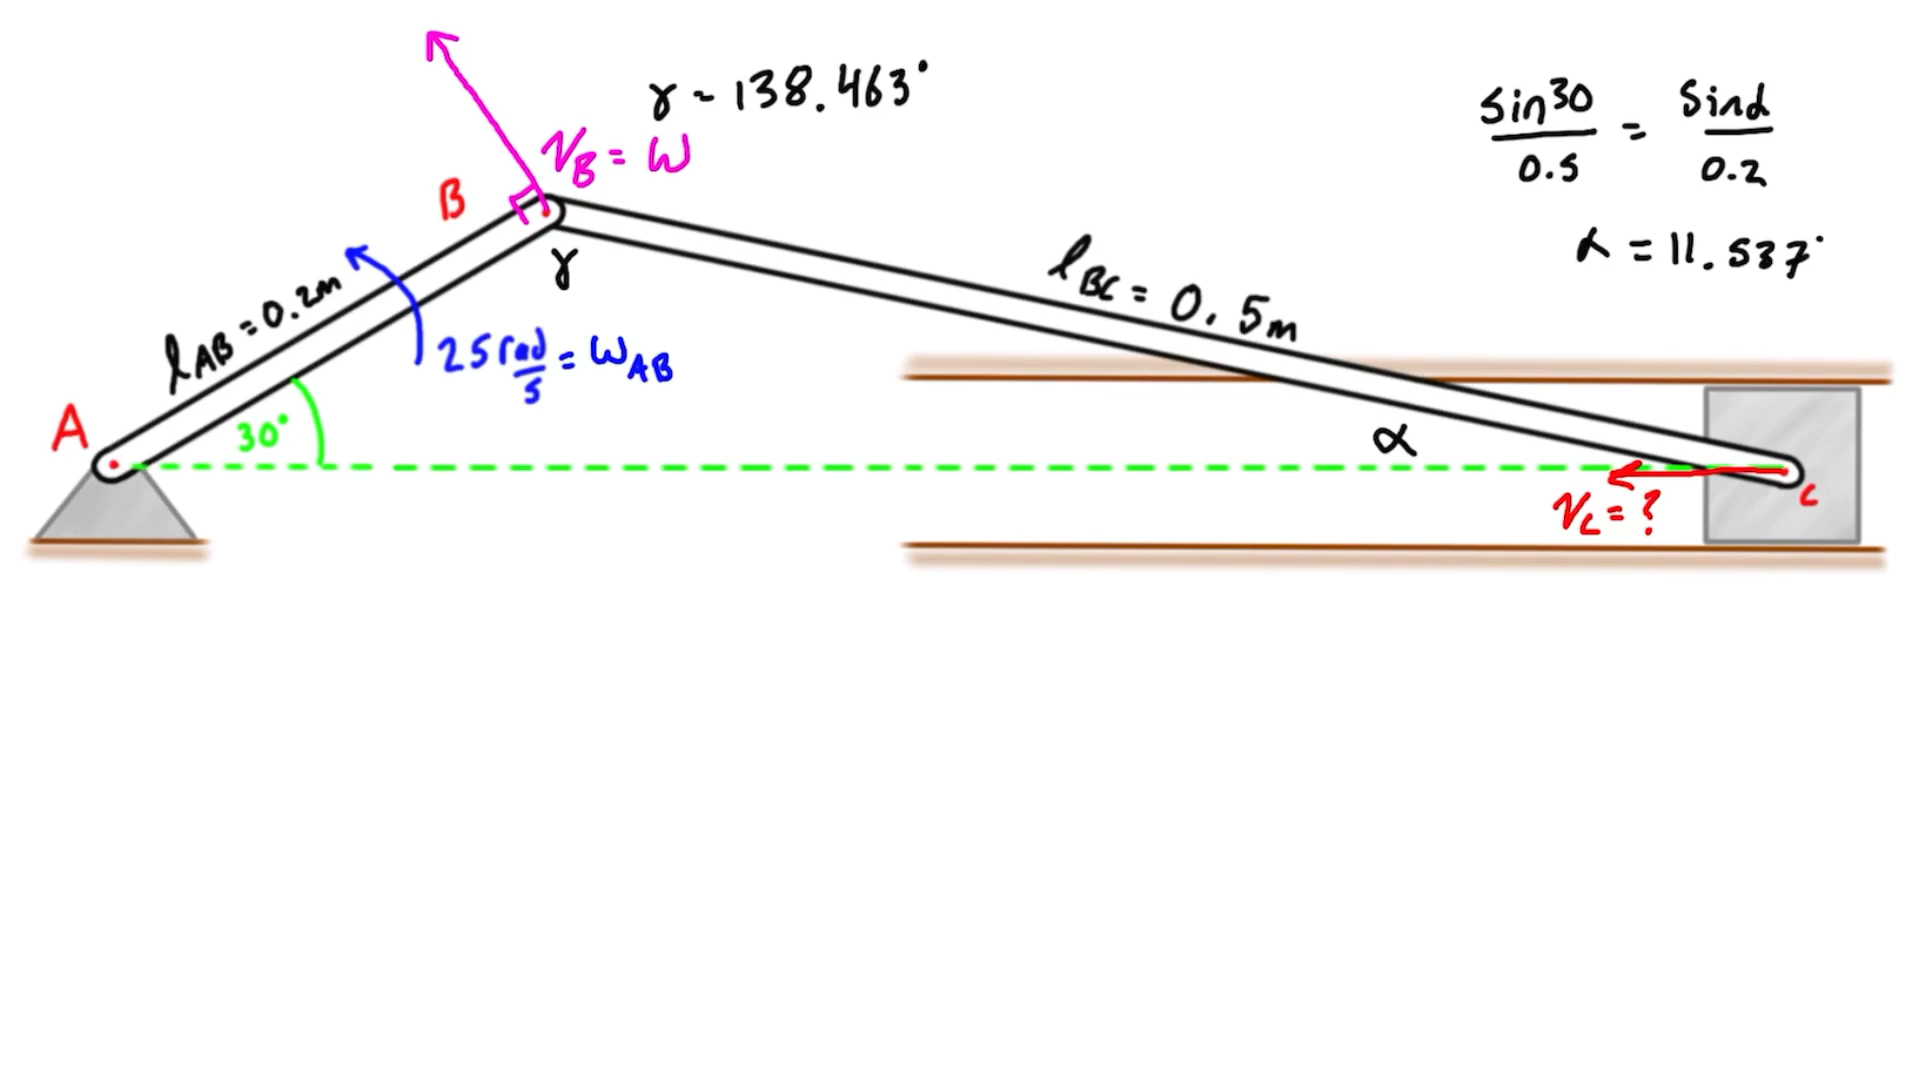 γ = 138.463°
sin30/0.5 = sinα/0.2
α = 11.537°
V_B = W
B
γ
l_AB = 0.2m
l_BC = 0.5m
25 rad/s = ω_AB
A
30°
α
V_C = ?
C